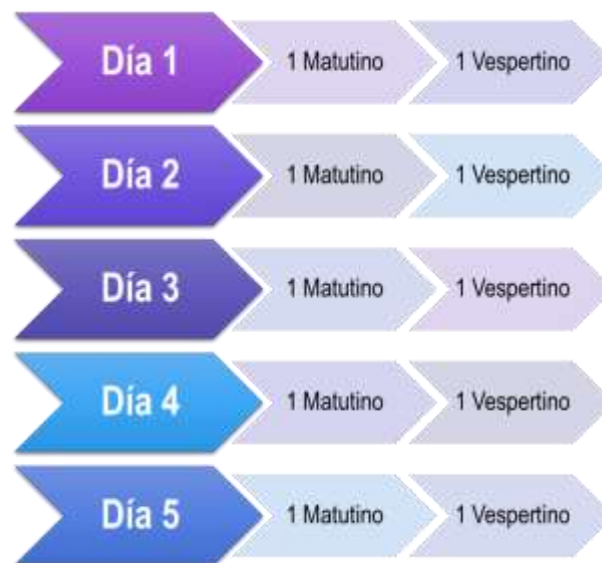 Día 1 1 Matutino 1 Vespertino
Día 2 1 Matutino 1 Vespertino
Día 3 1 Matutino 1 Vespertino
Día 4 1 Matutino 1 Vespertino
Día 5 1 Matutino 1 Vespertino